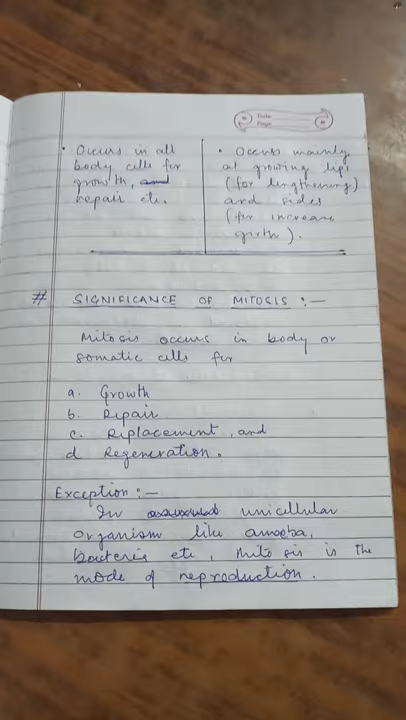 Date
Page
• Occurs in all
body cells for
growth,
repair etc.
• Occurs mainly
at growing tips
(for lengthening)
and sides
(for increase
girth).
# SIGNIFICANCE OF MITOSIS :-
Mitosis occurs in body or
somatic cells for
a. Growth
b. Repair
c. Replacement, and
d Regeneration.
Exception :-
In unicellular
organism like amoeba,
bacteria etc, mitosis is the
mode of reproduction.